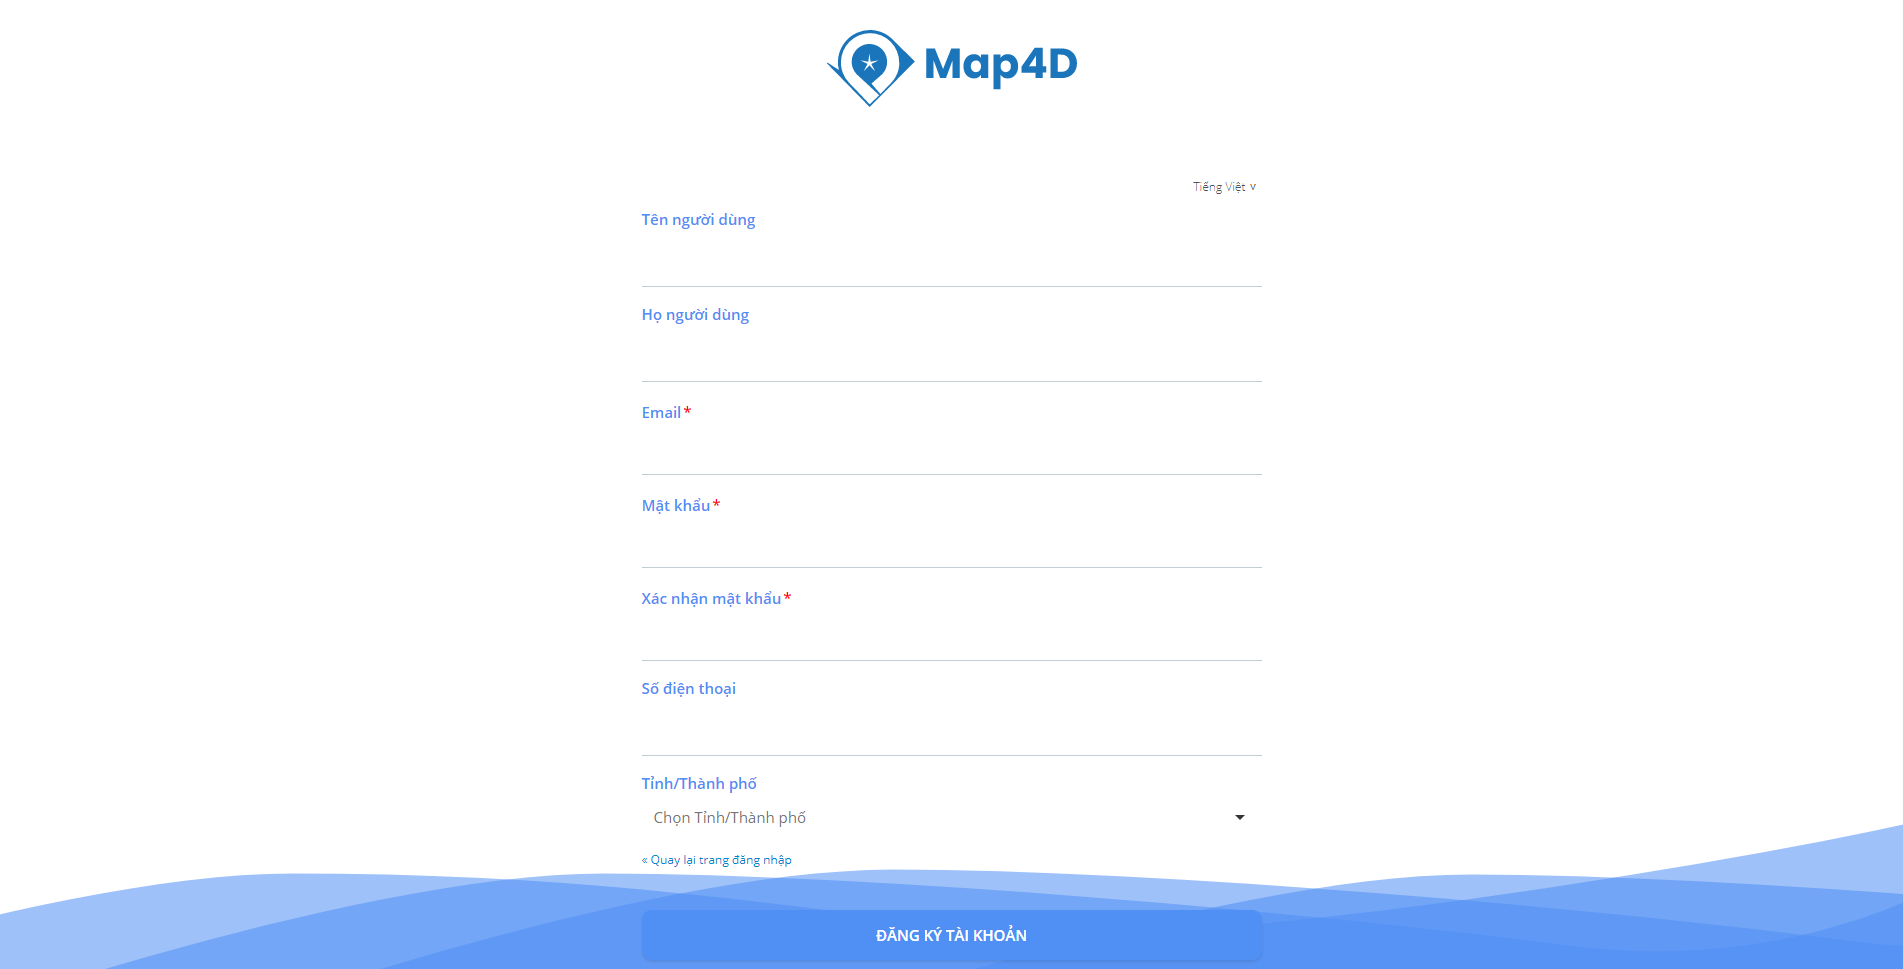 Map4D
Tiếng Việt v
Tên người dùng
Họ người dùng
Email*
Mật khẩu*
Xác nhận mật khẩu*
Số điện thoại
Tỉnh/Thành phố
Chọn Tỉnh/Thành phố
« Quay lại trang đăng nhập
ĐĂNG KÝ TÀI KHOẢN